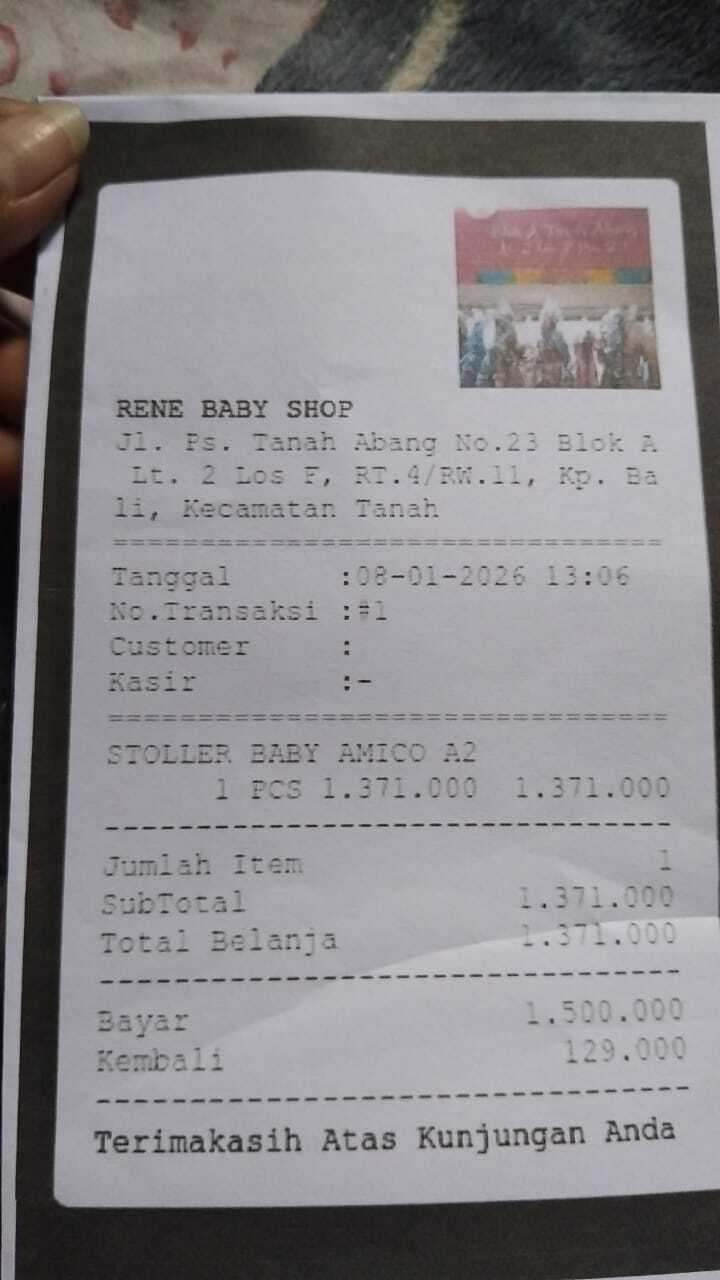 RENE BABY SHOP
Jl. Ps. Tanah Abang No.23 Blok A
Lt. 2 Los F, RT.4/RW.11, Kp. Ba
li, Kecamatan Tanah
=================================
Tanggal :08-01-2026 13:06
No.Transaksi :#1
Customer :
Kasir :-
=================================
STOLLER BABY AMICO A2
1 PCS 1.371.000 1.371.000
---------------------------------
Jumlah Item 1
SubTotal 1.371.000
Total Belanja 1.371.000
---------------------------------
Bayar 1.500.000
Kembali 129.000
---------------------------------
Terimakasih Atas Kunjungan Anda